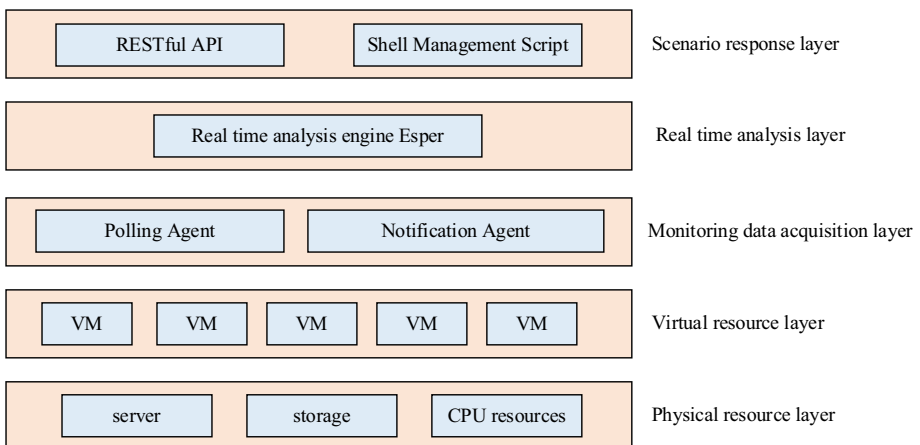 RESTful API
Shell Management Script
Scenario response layer
Real time analysis engine Esper
Real time analysis layer
Polling Agent
Notification Agent
Monitoring data acquisition layer
VM
VM
VM
VM
VM
Virtual resource layer
server
storage
CPU resources
Physical resource layer